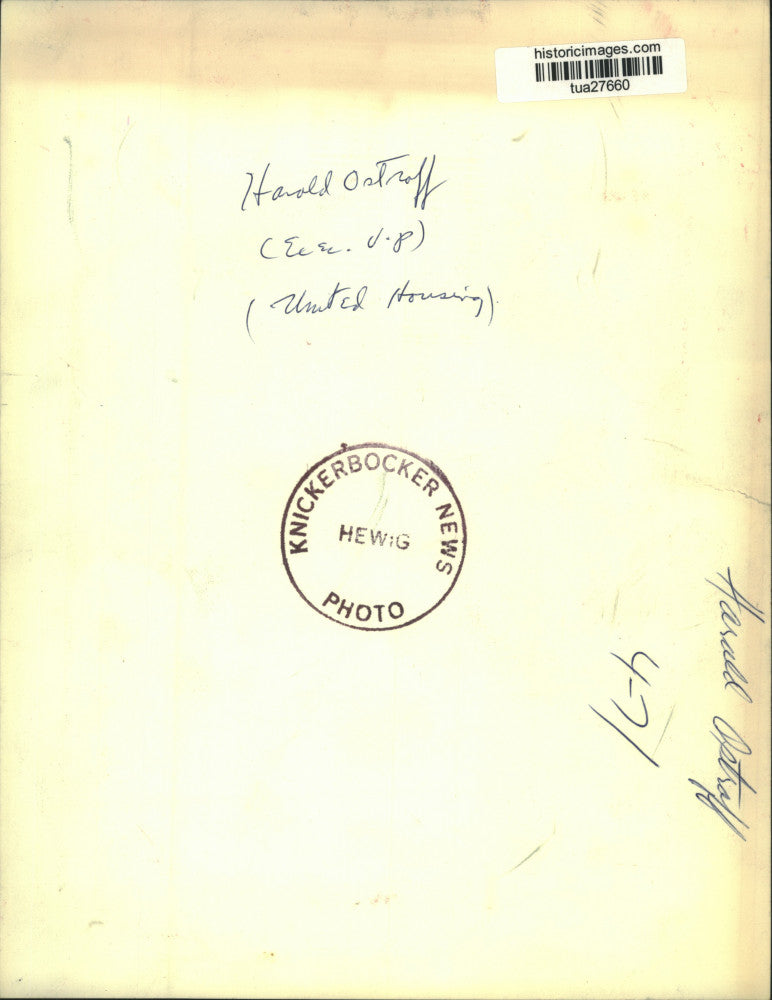 historicimages.com
tua27660
Harold Ostroff
(Exec. V.P)
(United Housing)
KNICKERBOCKER NEWS
HEWIG
PHOTO
Harold Ostroff
4-71